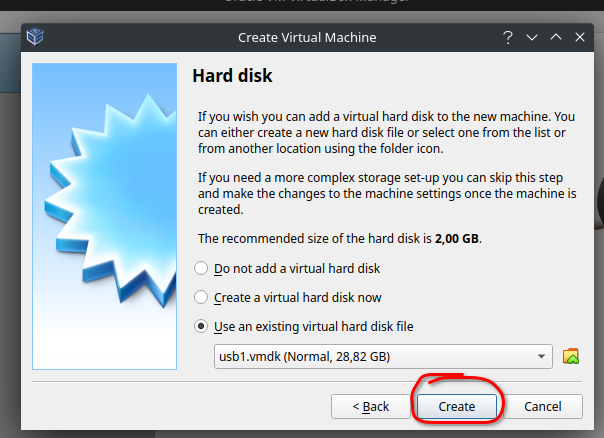 Oracle VM VirtualBox Manager
Create Virtual Machine
Hard disk
If you wish you can add a virtual hard disk to the new machine. You
can either create a new hard disk file or select one from the list or
from another location using the folder icon.
If you need a more complex storage set-up you can skip this step
and make the changes to the machine settings once the machine is
created.
The recommended size of the hard disk is 2,00 GB.
Do not add a virtual hard disk
Create a virtual hard disk now
Use an existing virtual hard disk file
usb1.vmdk (Normal, 28,82 GB)
< Back
Create
Cancel